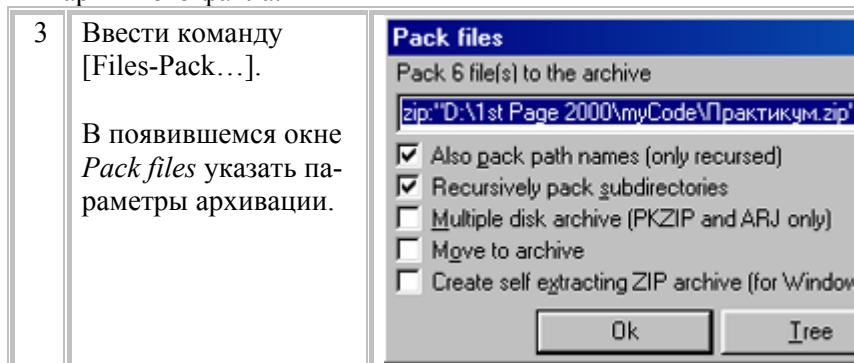 3
Ввести команду
[Files-Pack…].
В появившемся окне
Pack files указать па-
раметры архивации.
Pack files
Pack 6 file(s) to the archive
zip:"D:\1st Page 2000\myCode\Практикум.zip"
Also pack path names (only recursed)
Recursively pack subdirectories
Multiple disk archive (PKZIP and ARJ only)
Move to archive
Create self extracting ZIP archive (for Window
Ok
Tree